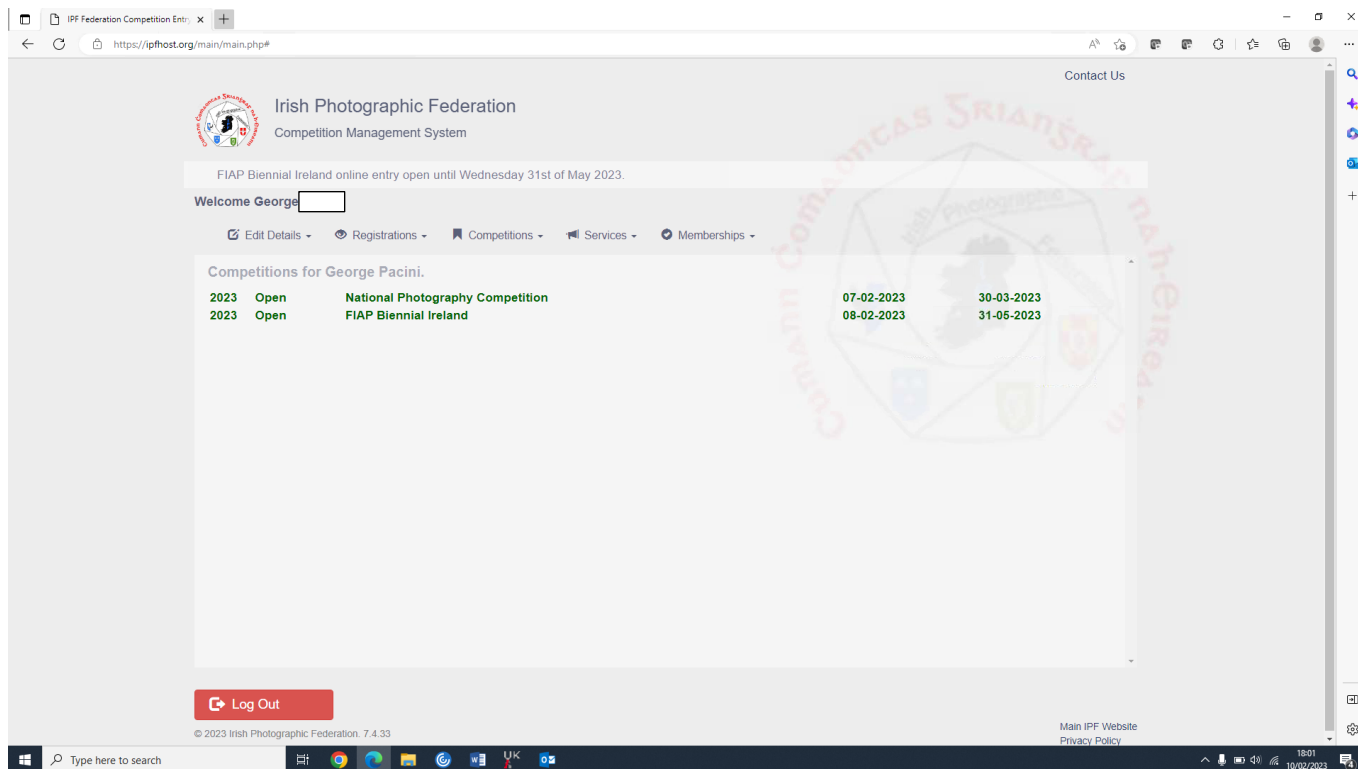 IPF Federation Competition Entry
https://ipfhost.org/main/main.php#
Contact Us
Irish Photographic Federation
Competition Management System
FIAP Biennial Ireland online entry open until Wednesday 31st of May 2023.
Welcome George
Edit Details Registrations Competitions Services Memberships
Competitions for George Pacini.
2023 Open National Photography Competition 07-02-2023 30-03-2023
2023 Open FIAP Biennial Ireland 08-02-2023 31-05-2023
Log Out
© 2023 Irish Photographic Federation. 7.4.33
Main IPF Website
Privacy Policy
Type here to search
UK
18:01
10/02/2023